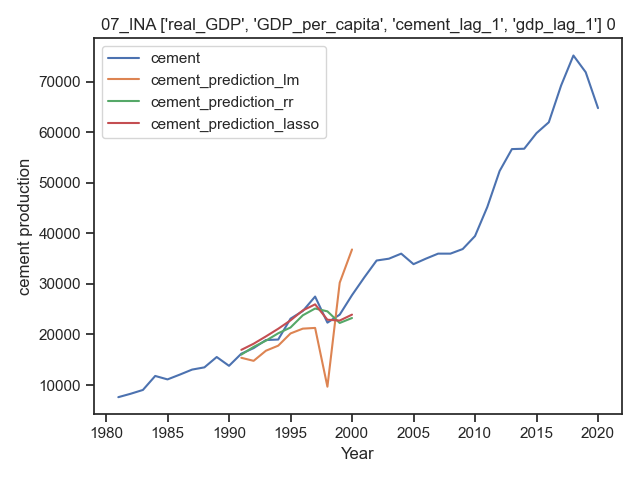 07_INA ['real_GDP', 'GDP_per_capita', 'cement_lag_1', 'gdp_lag_1'] 0
cement
cement_prediction_lm
cement_prediction_rr
cement_prediction_lasso
70000
60000
50000
40000
30000
20000
10000
cement production
1980 1985 1990 1995 2000 2005 2010 2015 2020
Year